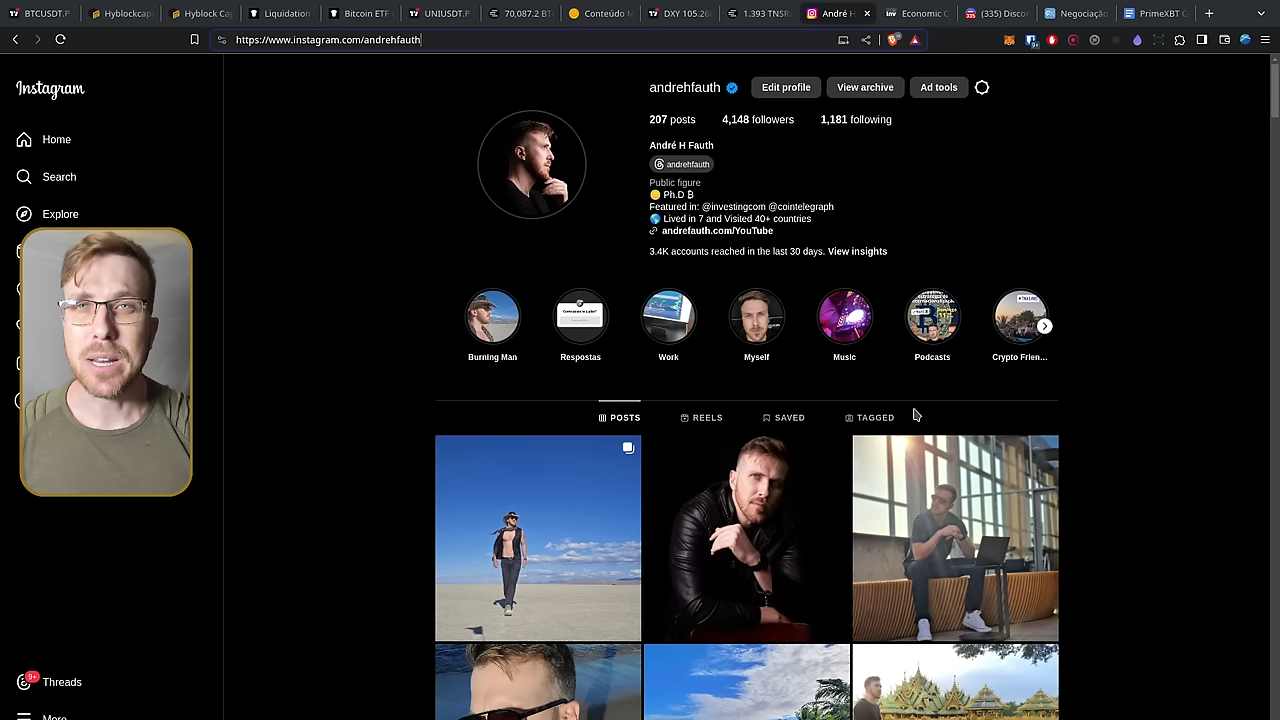 BTCUSDT.P
Hyblockcap
Hyblock Cap
Liquidation
Bitcoin ETF
UNIUSDT.P
70,087.2 BT
Conteúdo M
DXY 105.26
1.393 TNSR
André H
Economic C
(335) Disco
Negociação
PrimeXBT C
https://www.instagram.com/andrehfauth
Instagram
Home
Search
Explore
Threads
9+
More
andrehfauth
Edit profile
View archive
Ad tools
207 posts
4,148 followers
1,181 following
André H Fauth
andrehfauth
Public figure
Ph.D ₿
Featured in: @investingcom @cointelegraph
Lived in 7 and Visited 40+ countries
andrefauth.com/YouTube
3.4K accounts reached in the last 30 days. View insights
Burning Man
Respostas
Work
Myself
Music
Podcasts
Crypto Frien...
POSTS
REELS
SAVED
TAGGED